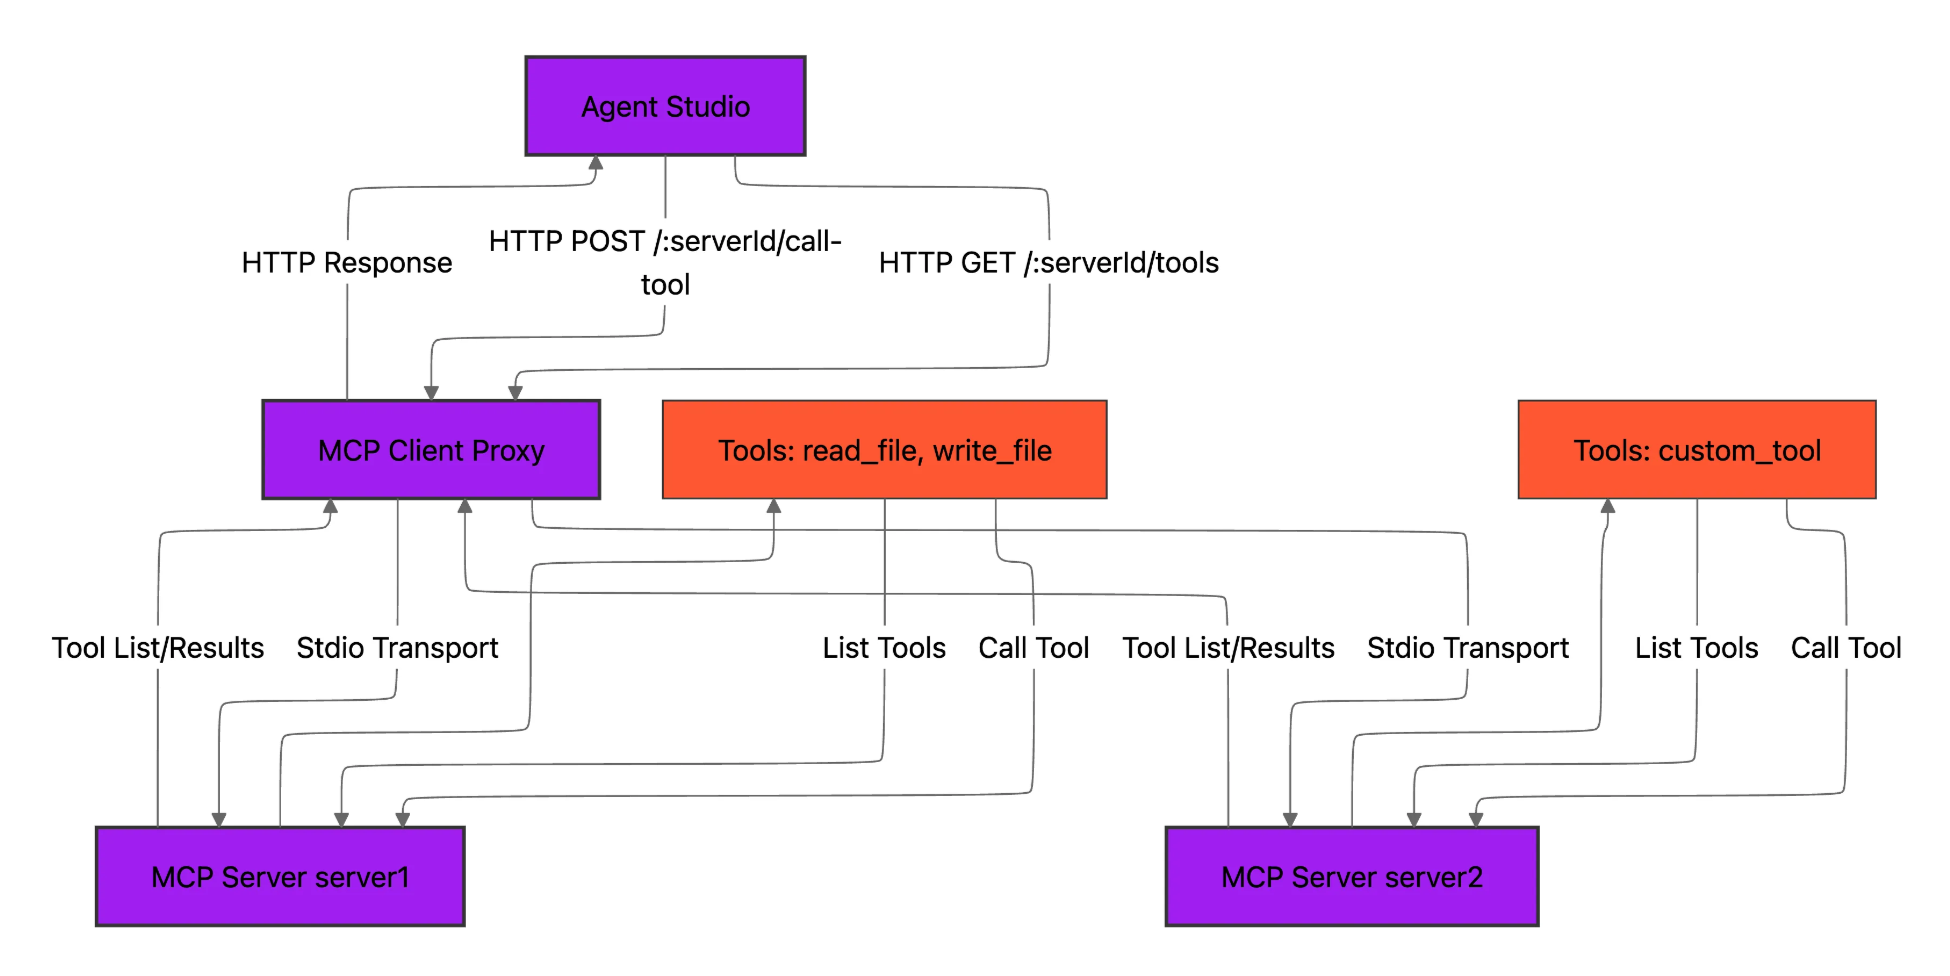 Agent Studio
HTTP Response
HTTP POST /:serverId/call-
tool
HTTP GET /:serverId/tools
MCP Client Proxy
Tools: read_file, write_file
Tools: custom_tool
Tool List/Results
Stdio Transport
List Tools
Call Tool
Tool List/Results
Stdio Transport
List Tools
Call Tool
MCP Server server1
MCP Server server2